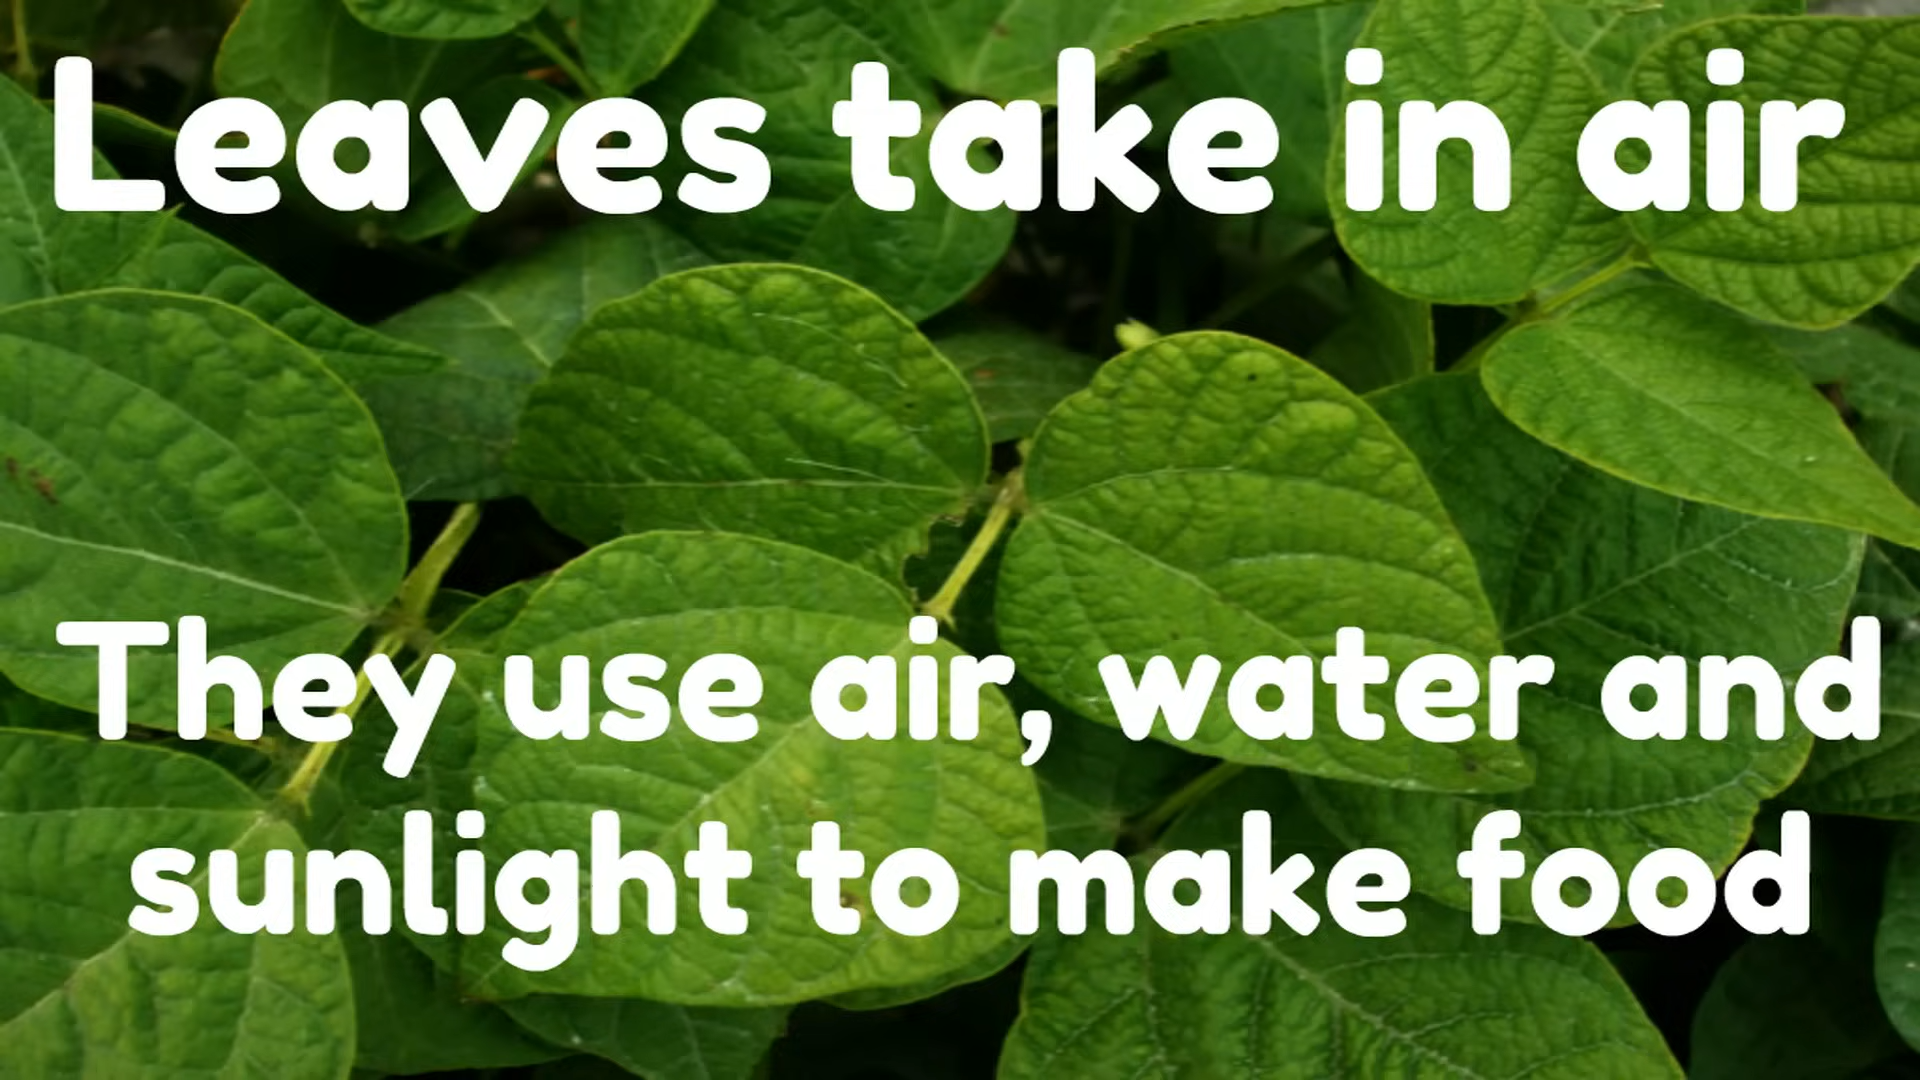 Leaves take in air
They use air, water and
sunlight to make food